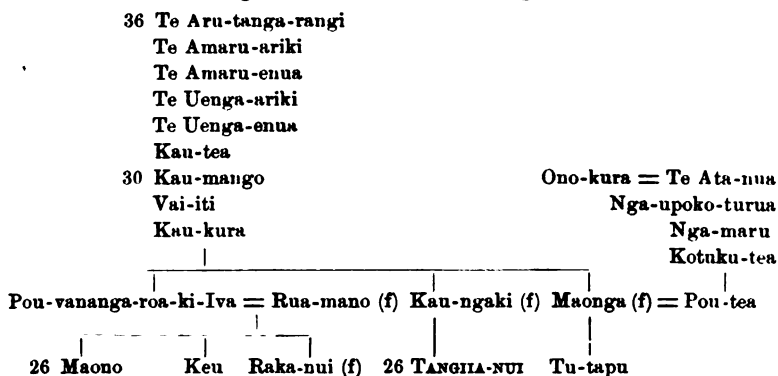 36 Te Aru-tanga-rangi
Te Amaru-ariki
Te Amaru-enua
Te Uenga-ariki
Te Uenga-enua
Kau-tea
30 Kau-mango Ono-kura = Te Ata-nua
Vai-iti Nga-upoko-turua
Kau-kura Nga-maru
Kotuku-tea
Pou-vananga-roa-ki-Iva = Rua-mano (f) Kau-ngaki (f) Maonga (f) = Pou-tea
26 Maono Keu Raka-nui (f) 26 TANGIIA-NUI Tu-tapu